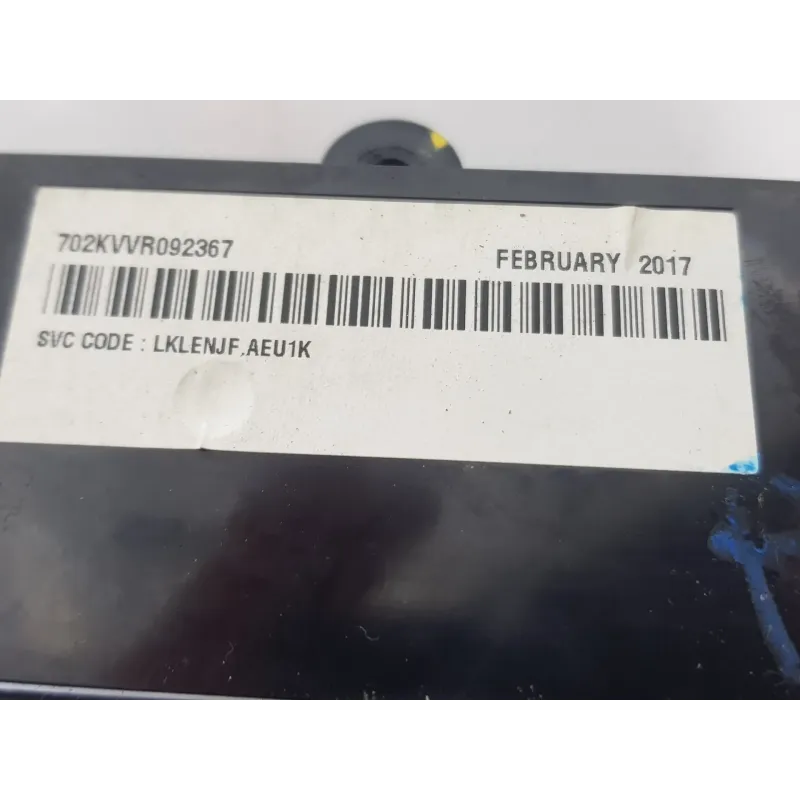 702KVVR092367
FEBRUARY 2017
SVC CODE : LKLENJF.AEU1K